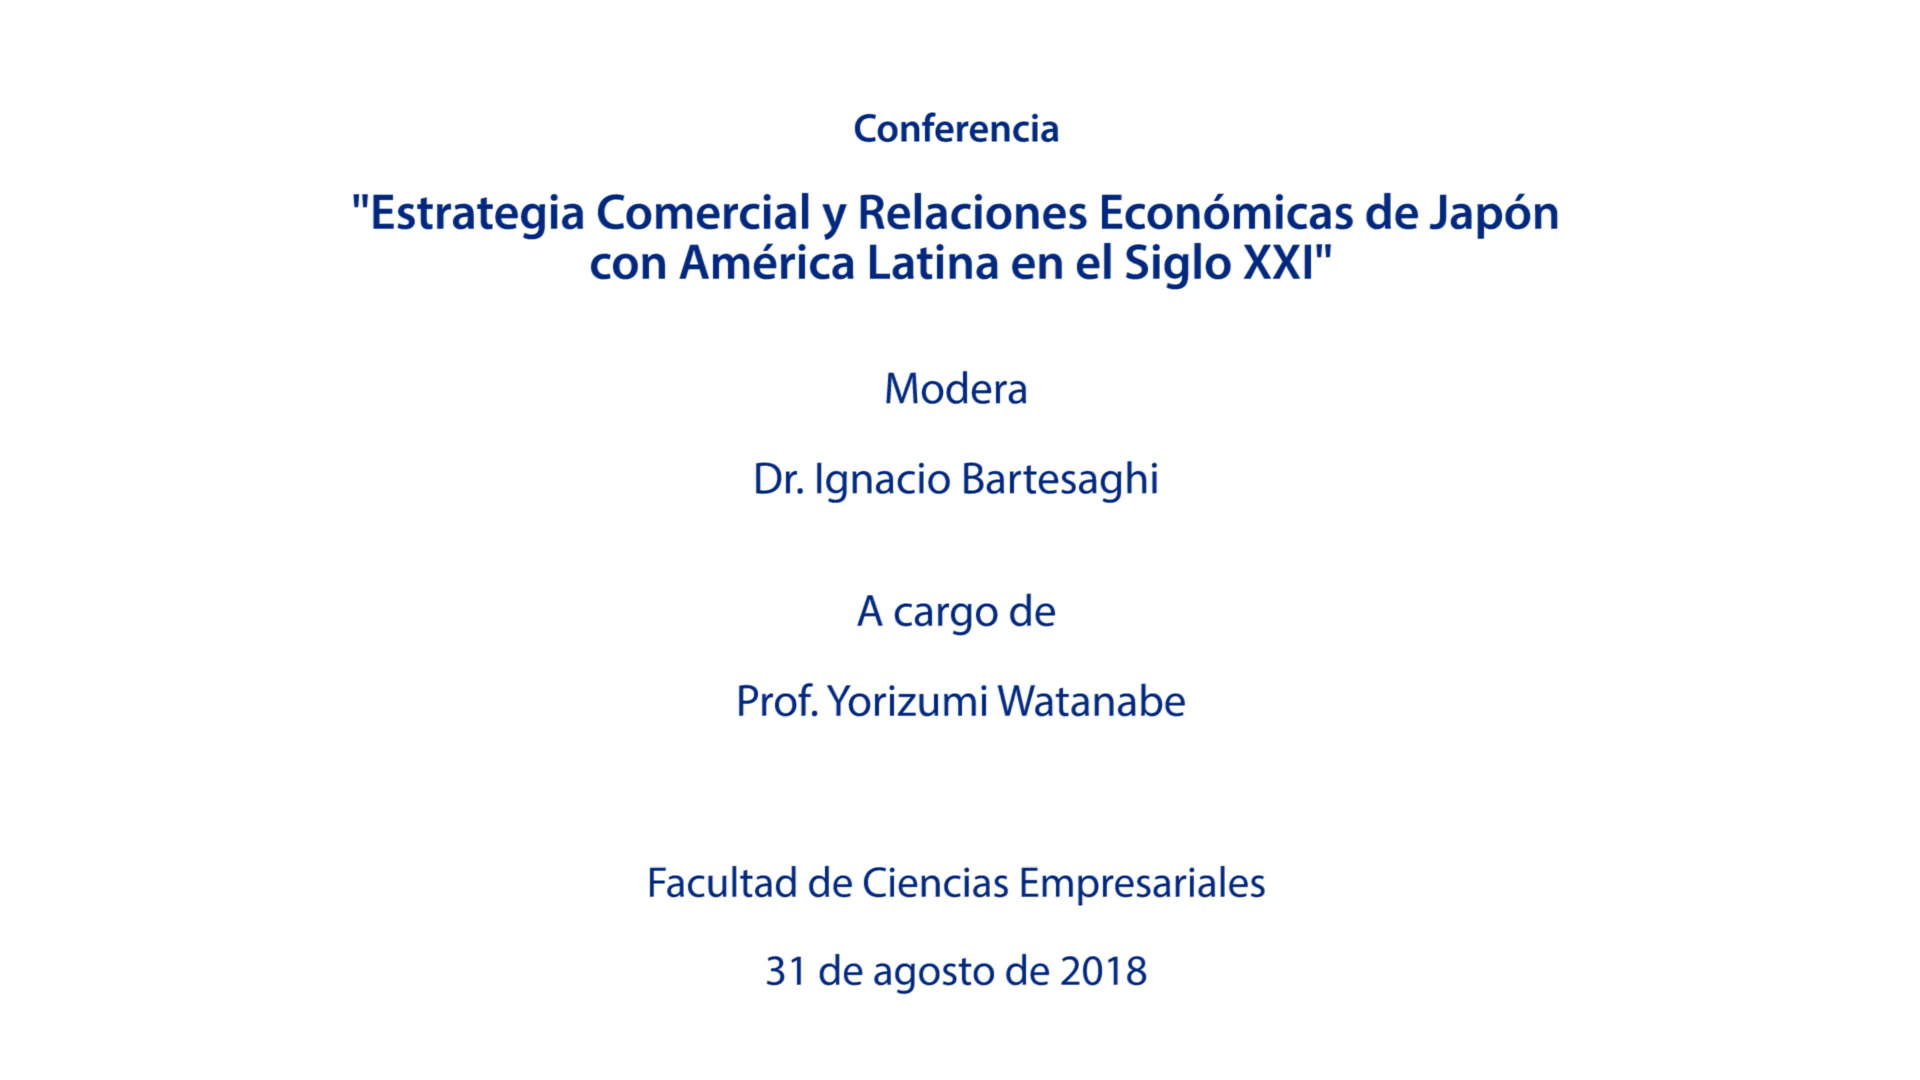 Conferencia
"Estrategia Comercial y Relaciones Económicas de Japón
con América Latina en el Siglo XXI"
Modera
Dr. Ignacio Bartesaghi
A cargo de
Prof. Yorizumi Watanabe
Facultad de Ciencias Empresariales
31 de agosto de 2018